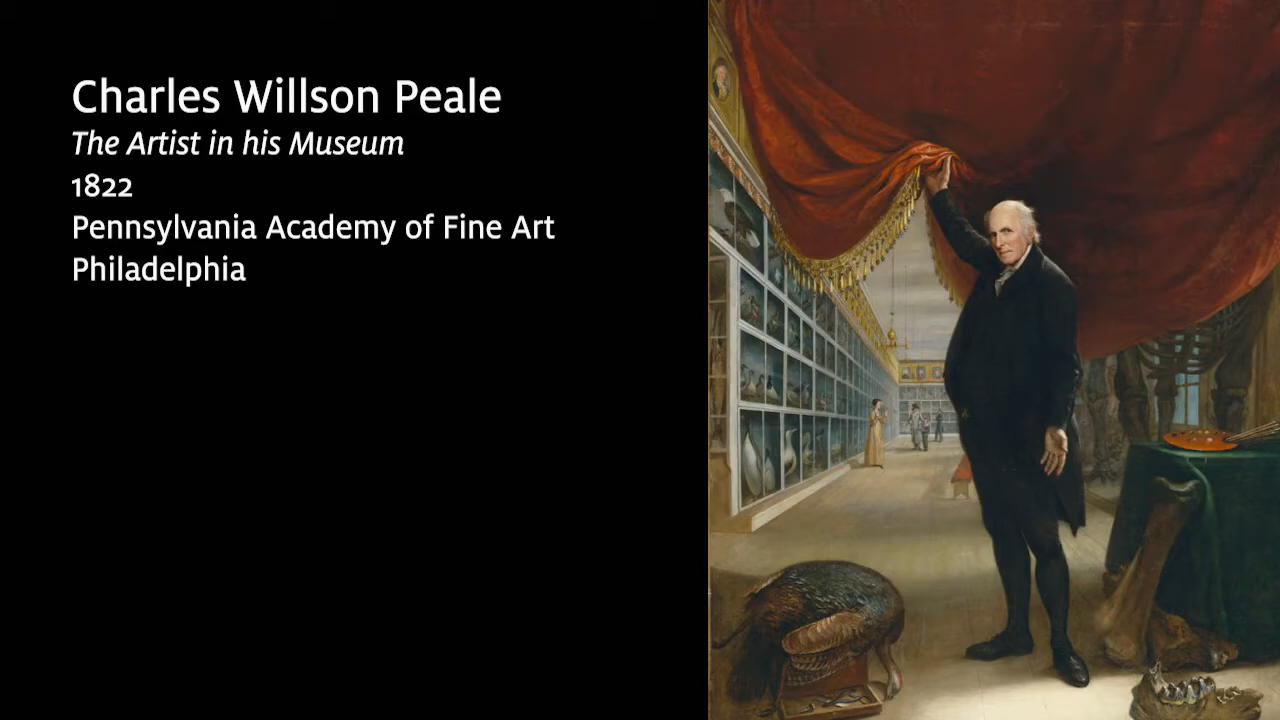 Charles Willson Peale
The Artist in his Museum
1822
Pennsylvania Academy of Fine Art
Philadelphia